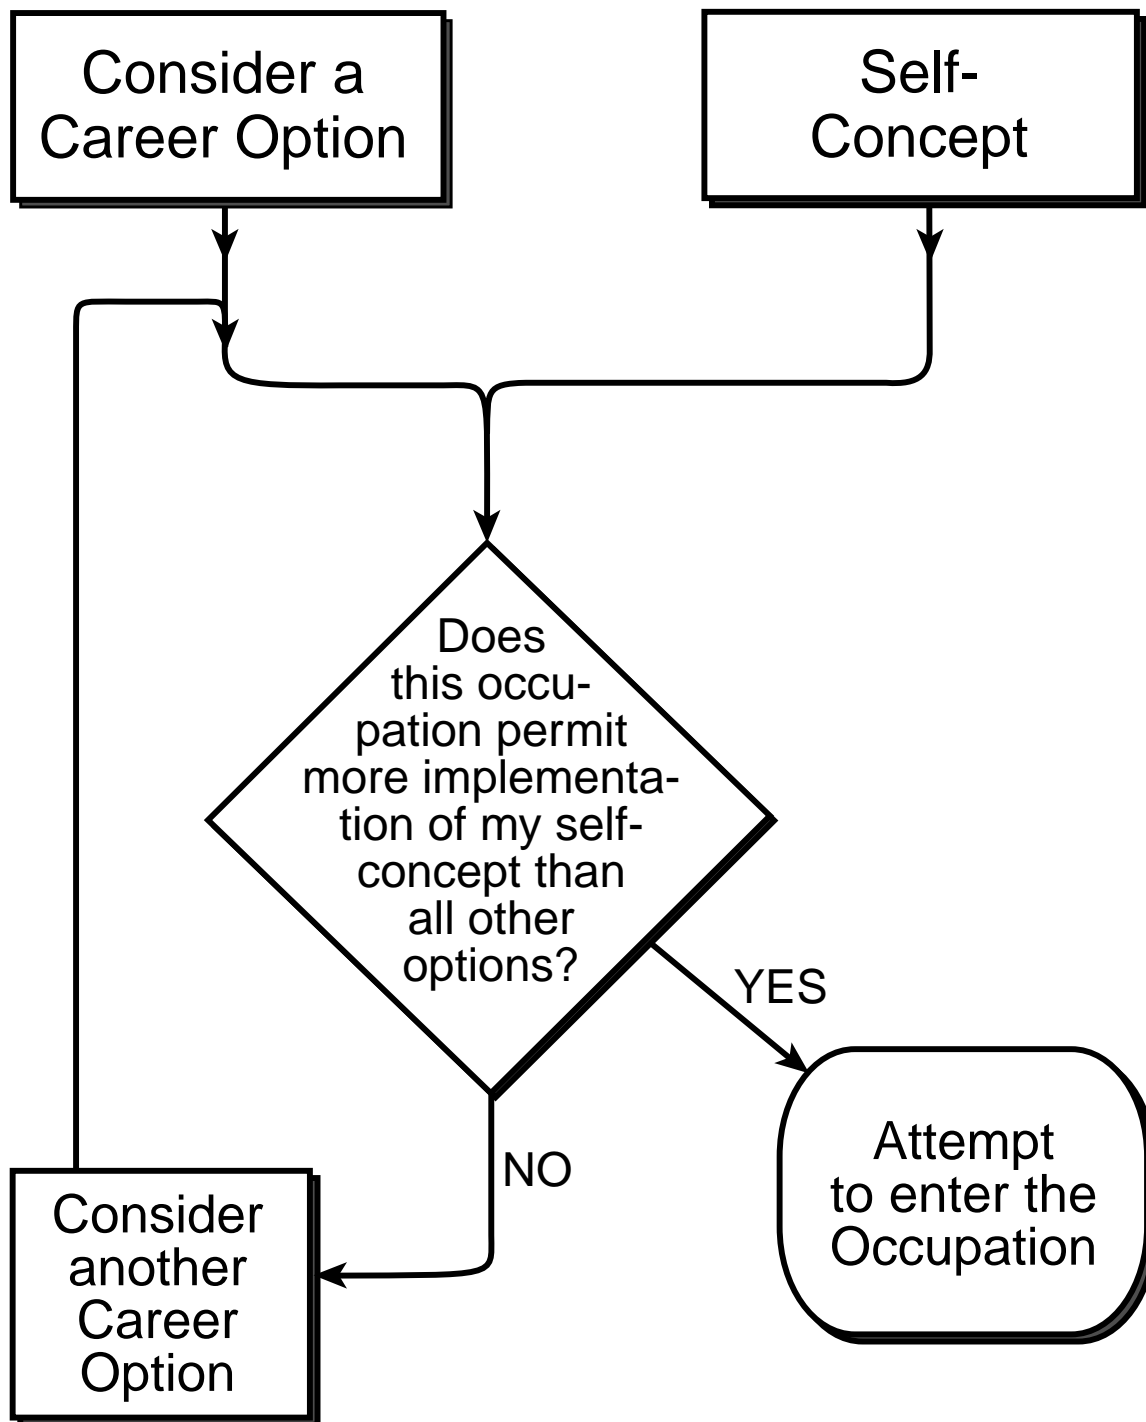 Consider a
Career Option
Self-
Concept
Does
this occu-
pation permit
more implementa-
tion of my self-
concept than
all other
options?
YES
NO
Attempt
to enter the
Occupation
Consider
another
Career
Option